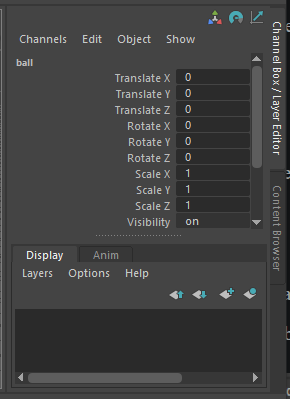 Channels Edit Object Show
ball
Translate X 0
Translate Y 0
Translate Z 0
Rotate X 0
Rotate Y 0
Rotate Z 0
Scale X 1
Scale Y 1
Scale Z 1
Visibility on
Display Anim
Layers Options Help
Channel Box / Layer Editor
Content Browser